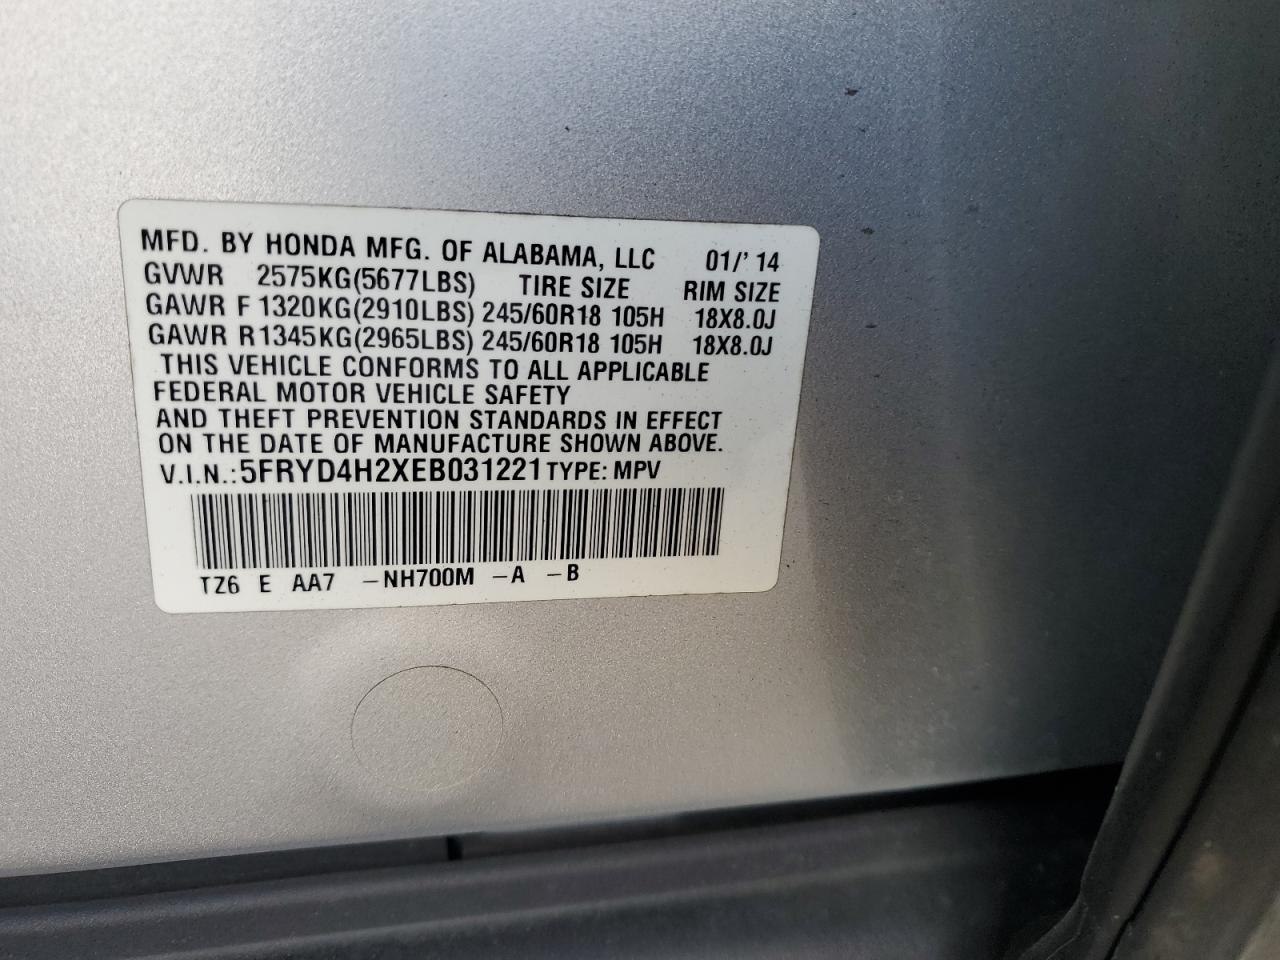 MFD. BY HONDA MFG. OF ALABAMA, LLC 01/' 14
GVWR 2575KG(5677LBS) TIRE SIZE RIM SIZE
GAWR F 1320KG(2910LBS) 245/60R18 105H 18X8.0J
GAWR R1345KG(2965LBS) 245/60R18 105H 18X8.0J
THIS VEHICLE CONFORMS TO ALL APPLICABLE
FEDERAL MOTOR VEHICLE SAFETY
AND THEFT PREVENTION STANDARDS IN EFFECT
ON THE DATE OF MANUFACTURE SHOWN ABOVE.
V.I.N.:5FRYD4H2XEB031221 TYPE: MPV
TZ6 E AA7 -NH700M -A -B